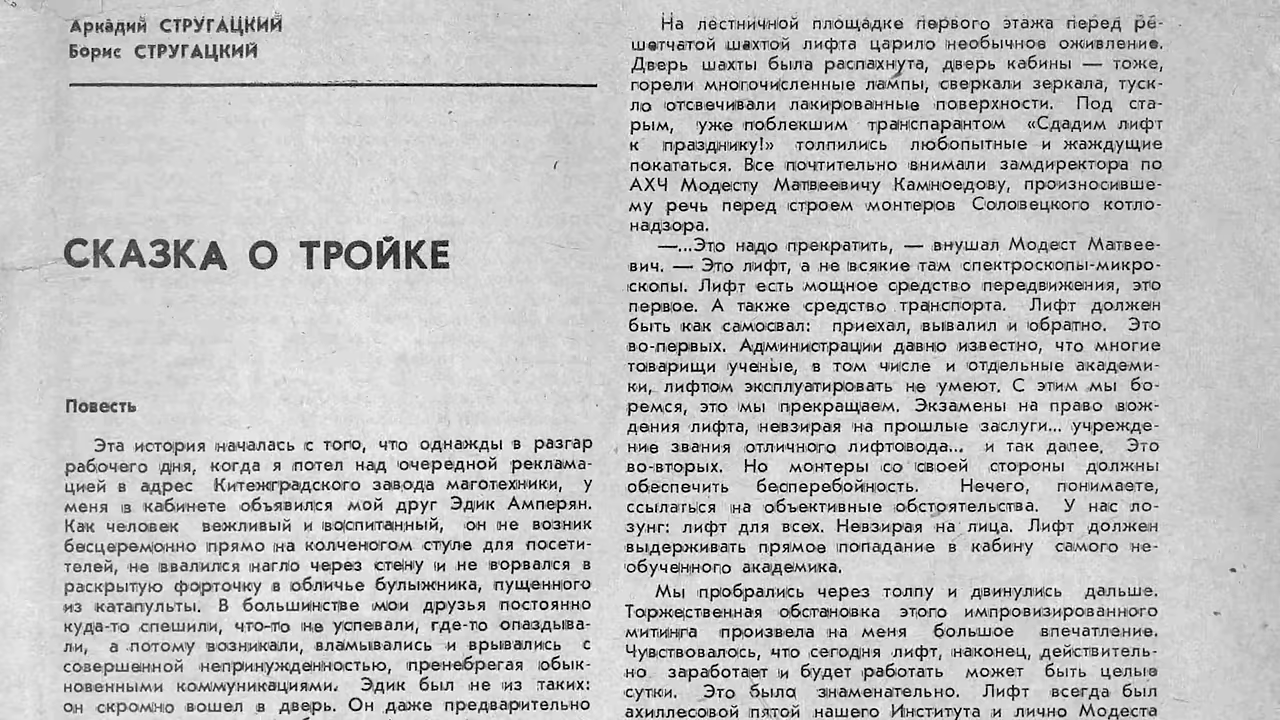 Аркадий СТРУГАЦКИЙ
Борис СТРУГАЦКИЙ
СКАЗКА О ТРОЙКЕ
Повесть
Эта история началась с того, что однажды в разгар
рабочего дня, когда я потел над очередной реклама-
цией в адрес Китежградского завода маготехники, у
меня в кабинете объявился мой друг Эдик Амперян.
Как человек вежливый и воспитанный, он не возник
бесцеремонно прямо на колченогом стуле для посети-
телей, не ввалился нагло через стену и не ворвался в
раскрытую форточку в обличье булыжника, пущенного
из катапульты. В большинстве мои друзья постоянно
куда-то спешили, что-то не успевали, где-то опаздыва-
ли, а потому возникали, вламывались и врывались с
совершенной непринужденностью, пренебрегая обык-
новенными коммуникациями. Эдик был не из таких:
он скромно вошел в дверь. Он даже предварительно
На лестничной площадке первого этажа перед ре-
шетчатой шахтой лифта царило необычное оживление.
Дверь шахты была распахнута, дверь кабины — тоже,
горели многочисленные лампы, сверкали зеркала, туск-
ло отсвечивали лакированные поверхности. Под ста-
рым, уже поблекшим транспарантом «Сдадим лифт
к празднику!» толпились любопытные и жаждущие
покататься. Все почтительно внимали замдиректора по
АХЧ Модесту Матвеевичу Камноедову, произносивше-
му речь перед строем монтеров Соловецкого котло-
надзора.
—...Это надо прекратить, — внушал Модест Матвее-
вич. — Это лифт, а не всякие там спектроскопы-микро-
скопы. Лифт есть мощное средство передвижения, это
первое. А также средство транспорта. Лифт должен
быть как самосвал: приехал, вывалил и обратно. Это
во-первых. Администрации давно известно, что многие
товарищи ученые, в том числе и отдельные академи-
ки, лифтом эксплуатировать не умеют. С этим мы бо-
ремся, это мы прекращаем. Экзамены на право вож-
дения лифта, невзирая на прошлые заслуги... учрежде-
ние звания отличного лифтовода... и так далее. Это
во-вторых. Но монтеры со своей стороны должны
обеспечить бесперебойность. Нечего, понимаете,
ссылаться на объективные обстоятельства. У нас ло-
зунг: лифт для всех. Невзирая на лица. Лифт должен
выдерживать прямое попадание в кабину самого не-
обученного академика.
Мы пробрались через толпу и двинулись дальше.
Торжественная обстановка этого импровизированного
митинга произвела на меня большое впечатление.
Чувствовалось, что сегодня лифт, наконец, действитель-
но заработает и будет работать может быть целые
сутки. Это было знаменательно. Лифт всегда был
ахиллесовой пятой нашего Института и лично Модеста